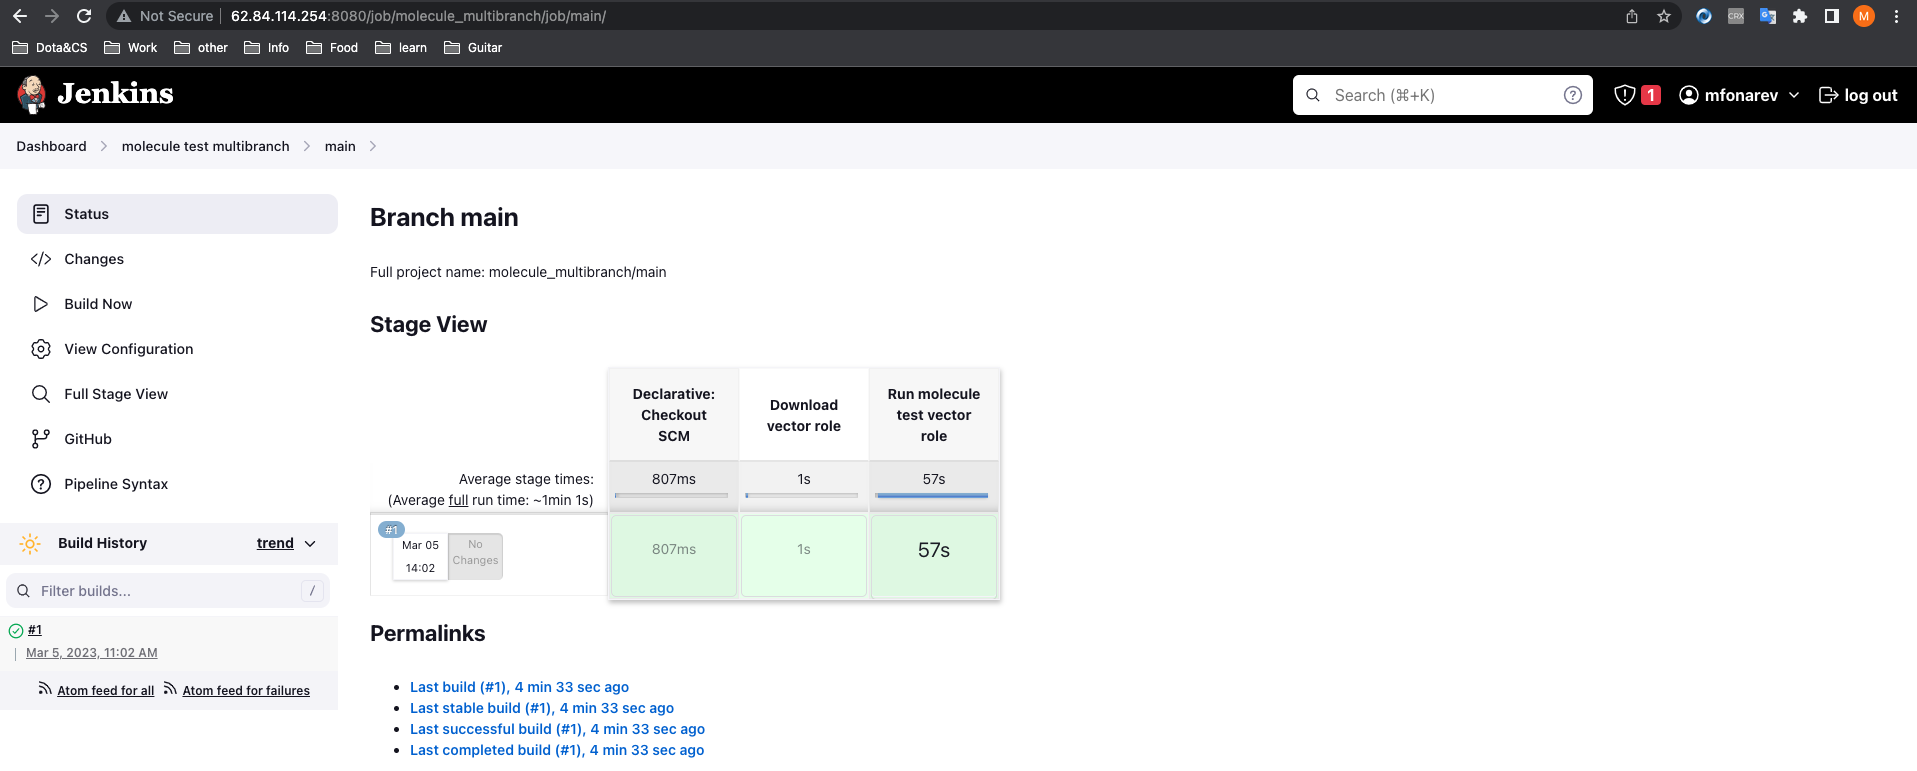 Not Secure 62.84.114.254:8080/job/molecule_multibranch/job/main/
CRX
M
Dota&CS Work other Info Food learn Guitar
Jenkins
Search (⌘+K)
1
mfonarev
log out
Dashboard molecule test multibranch main
Status
Changes
Build Now
View Configuration
Full Stage View
GitHub
Pipeline Syntax
Build History trend
Filter builds... /
#1
Mar 5, 2023, 11:02 AM
Atom feed for all Atom feed for failures
Branch main
Full project name: molecule_multibranch/main
Stage View
Declarative:
Checkout
SCM
Download
vector role
Run molecule
test vector
role
Average stage times:
(Average full run time: ~1min 1s)
807ms 1s 57s
#1
Mar 05
14:02
No
Changes
807ms 1s 57s
Permalinks
Last build (#1), 4 min 33 sec ago
Last stable build (#1), 4 min 33 sec ago
Last successful build (#1), 4 min 33 sec ago
Last completed build (#1), 4 min 33 sec ago